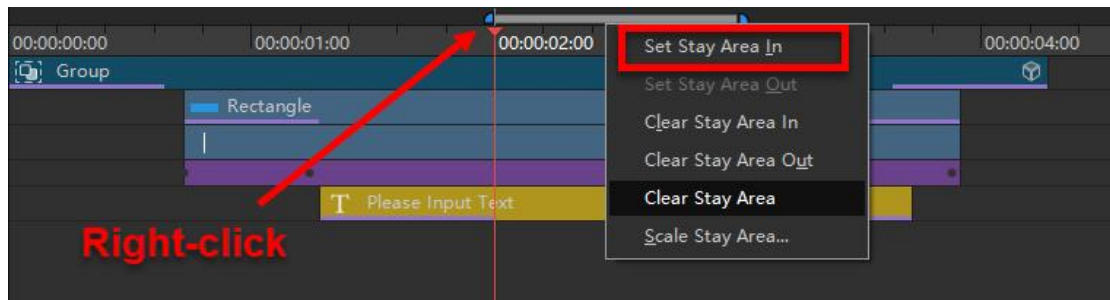 00:00:00:00 00:00:01:00 00:00:02:00 00:00:04:00
Group
Rectangle
T Please Input Text
Set Stay Area In
Set Stay Area Out
Clear Stay Area In
Clear Stay Area Out
Clear Stay Area
Scale Stay Area...
Right-click